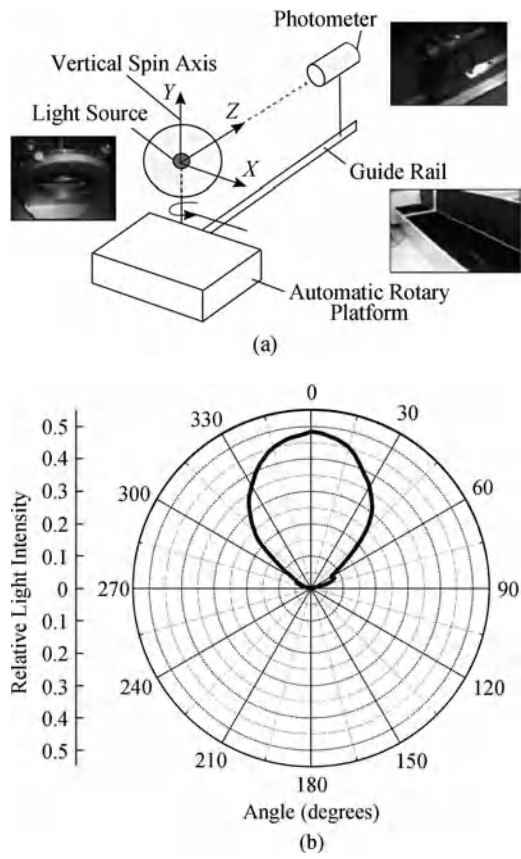 Photometer
Vertical Spin Axis
Y
Light Source
Z
X
Guide Rail
Automatic Rotary
Platform
(a)
0
330
30
300
60
270
90
240
120
210
150
180
Relative Light Intensity
0.5
0.4
0.3
0.2
0.1
0
0.1
0.2
0.3
0.4
0.5
Angle (degrees)
(b)